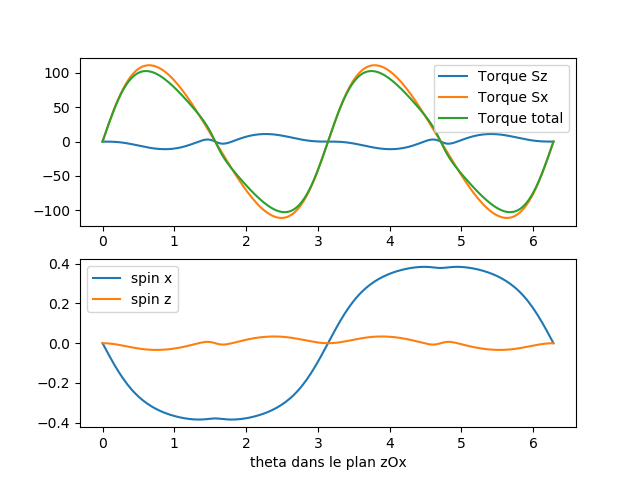 100
50
0
−50
−100
Torque Sz
Torque Sx
Torque total
0 1 2 3 4 5 6
0.4
0.2
0.0
−0.2
−0.4
spin x
spin z
0 1 2 3 4 5 6
theta dans le plan zOx